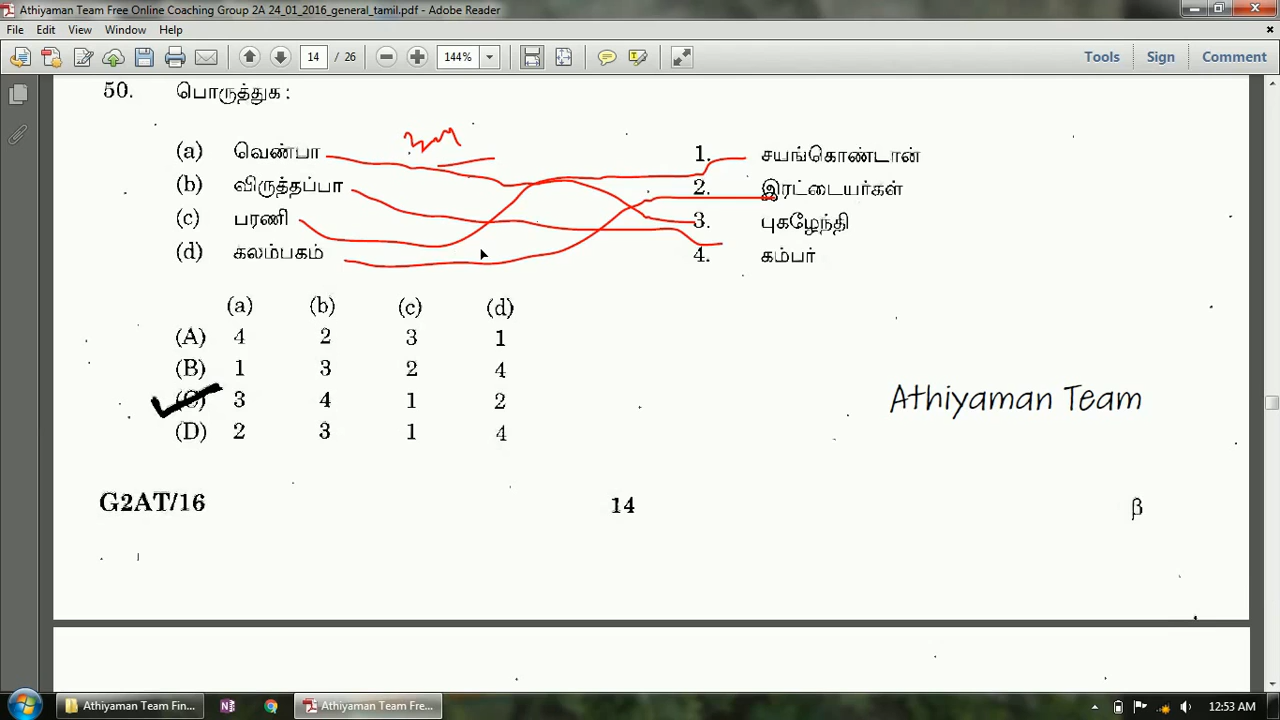 Athiyaman Team Free Online Coaching Group 2A 24_01_2016_general_tamil.pdf - Adobe Reader
File Edit View Window Help
14 / 26 144% Tools Sign Comment
50. பொருத்துக :
(a) வெண்பா 1. சயங்கொண்டான்
(b) விருத்தப்பா 2. இரட்டையர்கள்
(c) பரணி 3. புகழேந்தி
(d) கலம்பகம் 4. கம்பர்
(a) (b) (c) (d)
(A) 4 2 3 1
(B) 1 3 2 4
(C) 3 4 1 2
(D) 2 3 1 4
Athiyaman Team
G2AT/16 14 β
Athiyaman Team Fin... Athiyaman Team Fre... 12:53 AM